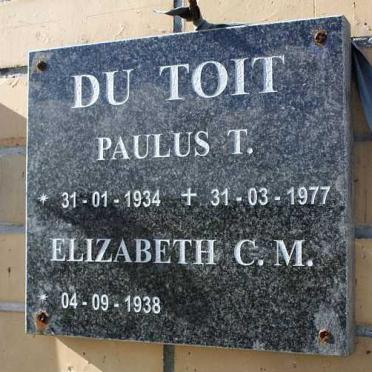 DU TOIT
PAULUS T.
* 31-01-1934 + 31-03-1977
ELIZABETH C.M.
* 04-09-1938